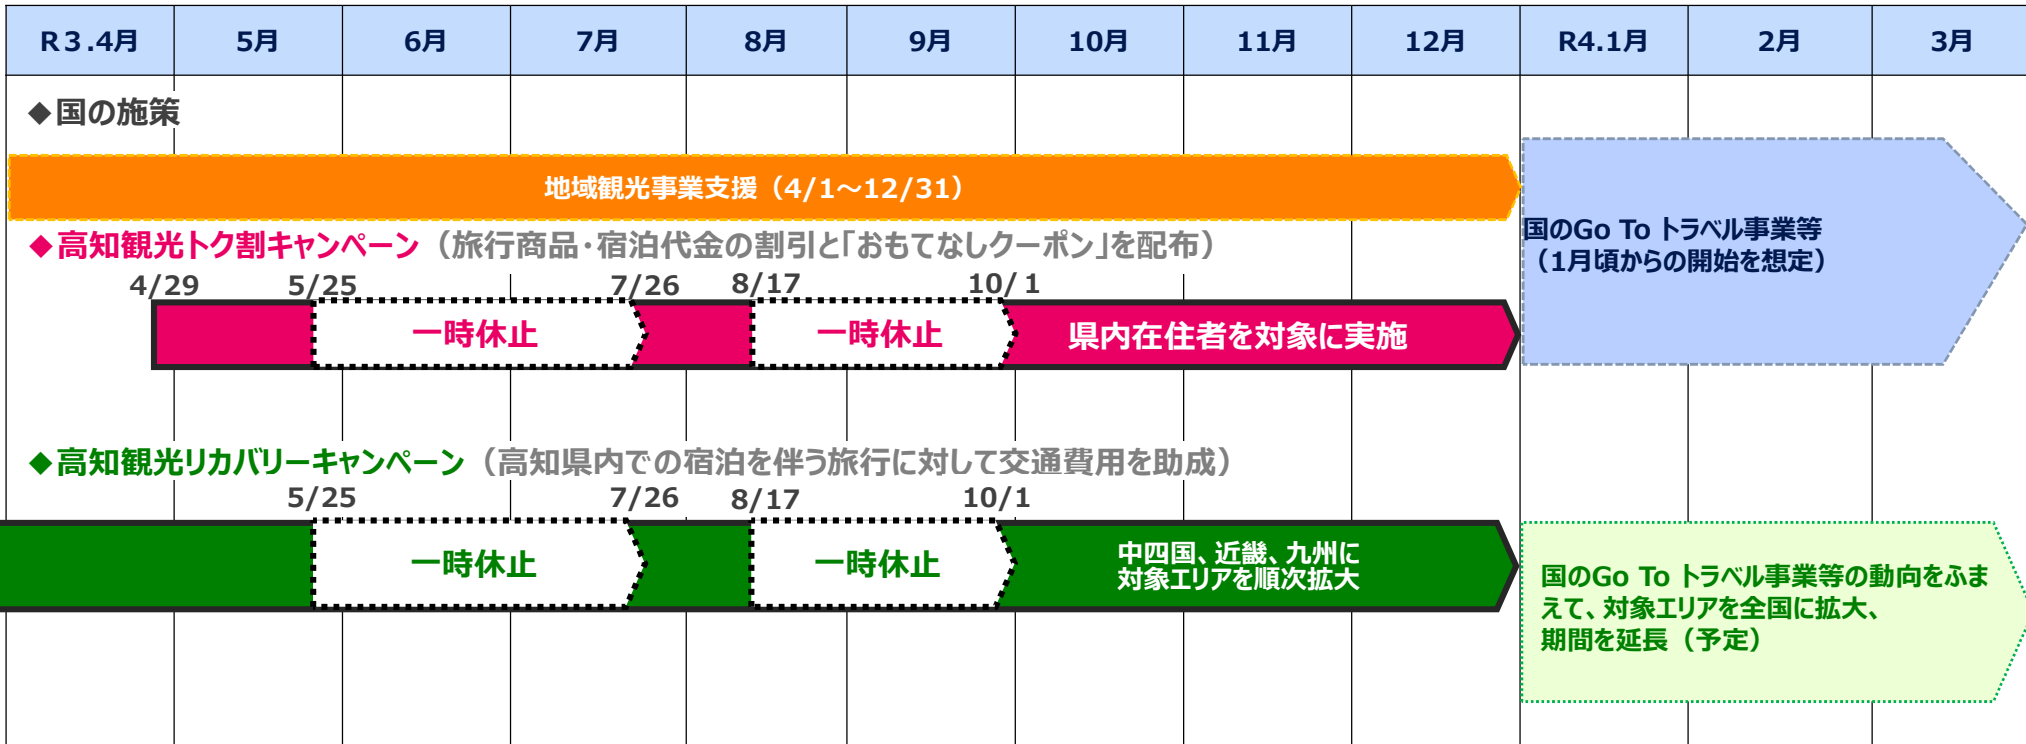 R３.4月 5月 6月 7月 8月 9月 10月 11月 12月 R4.1月 2月 3月
◆国の施策
地域観光事業支援（4/1～12/31）
国のGo To トラベル事業等
（1月頃からの開始を想定）
◆高知観光トク割キャンペーン（旅行商品・宿泊代金の割引と「おもてなしクーポン」を配布）
4/29 5/25 7/26 8/17 10/1
一時休止 一時休止 県内在住者を対象に実施
◆高知観光リカバリーキャンペーン（高知県内での宿泊を伴う旅行に対して交通費用を助成）
5/25 7/26 8/17 10/1
一時休止 一時休止
中四国、近畿、九州に
対象エリアを順次拡大
国のGo To トラベル事業等の動向をふま
えて、対象エリアを全国に拡大、
期間を延長（予定）